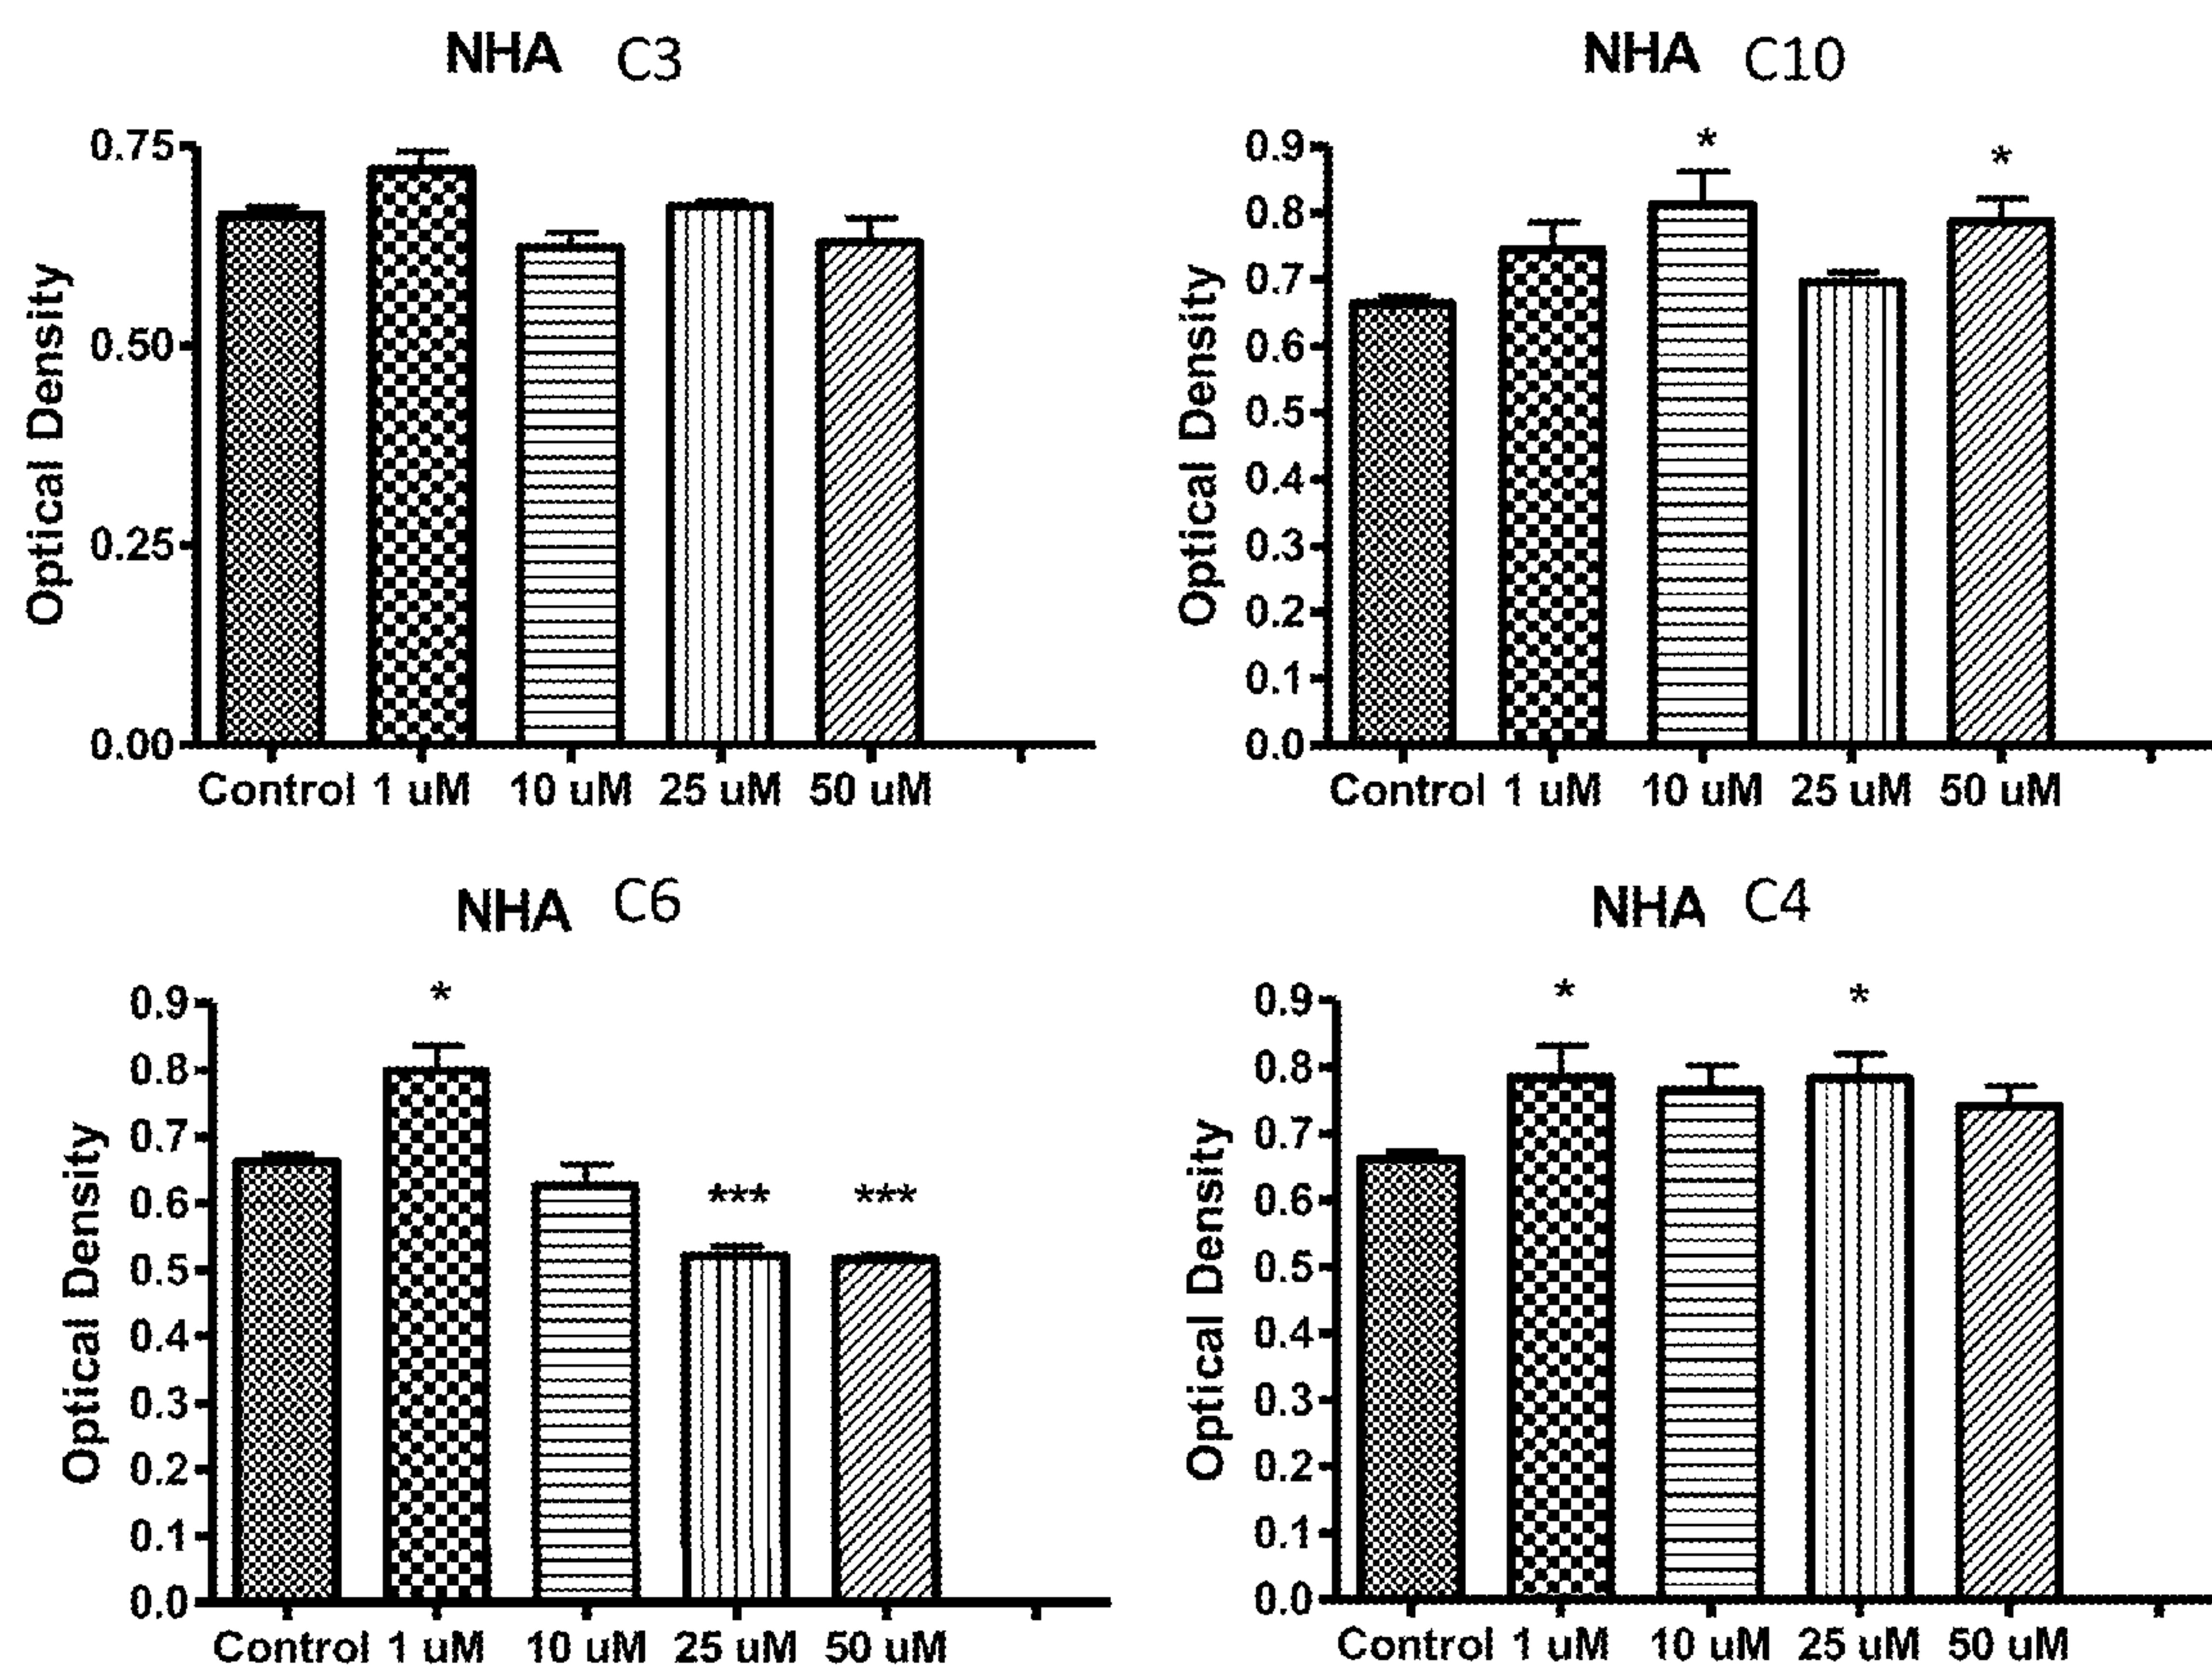 NHA C3
0.75
0.50
0.25
0.00
Optical Density
Control 1 uM 10 uM 25 uM 50 uM
NHA C10
0.9
0.8
0.7
0.6
0.5
0.4
0.3
0.2
0.1
0.0
Optical Density
* *
Control 1 uM 10 uM 25 uM 50 uM
NHA C6
0.9
0.8
0.7
0.6
0.5
0.4
0.3
0.2
0.1
0.0
Optical Density
* *** ***
Control 1 uM 10 uM 25 uM 50 uM
NHA C4
0.9
0.8
0.7
0.6
0.5
0.4
0.3
0.2
0.1
0.0
Optical Density
* *
Control 1 uM 10 uM 25 uM 50 uM